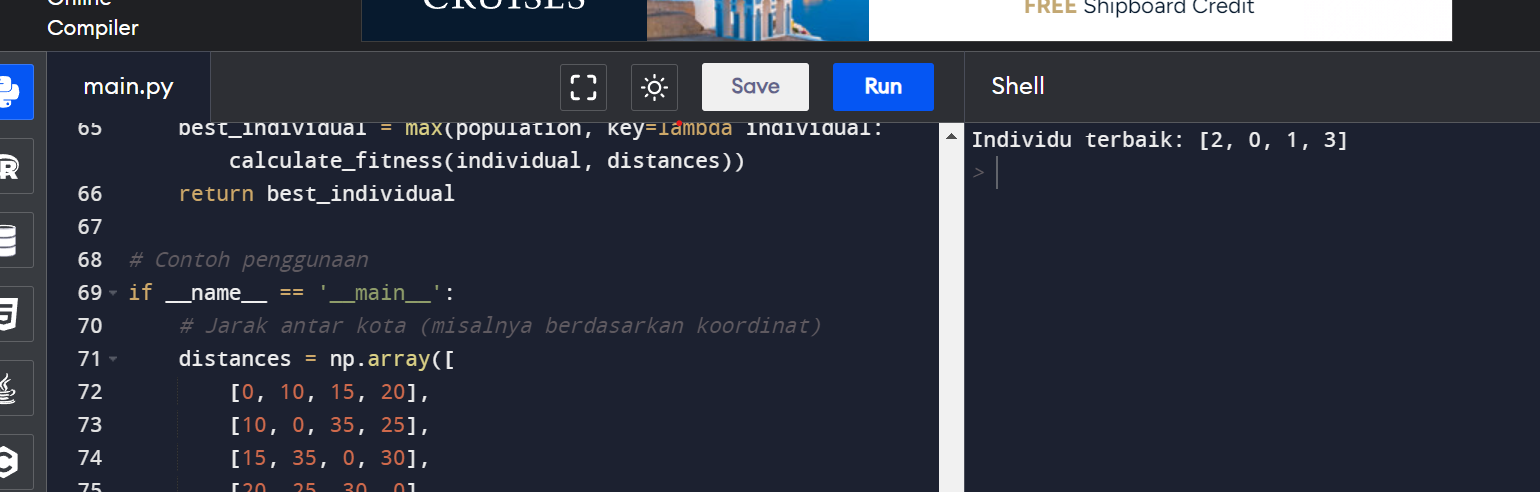 Online
Compiler
CRUISES
FREE Shipboard Credit
main.py
Save
Run
Shell
65 best_individual = max(population, key=lambda individual:
calculate_fitness(individual, distances))
66 return best_individual
67
68 # Contoh penggunaan
69 if __name__ == '__main__':
70 # Jarak antar kota (misalnya berdasarkan koordinat)
71 distances = np.array([
72 [0, 10, 15, 20],
73 [10, 0, 35, 25],
74 [15, 35, 0, 30],
75 [20, 25, 30, 0]
Individu terbaik: [2, 0, 1, 3]
>